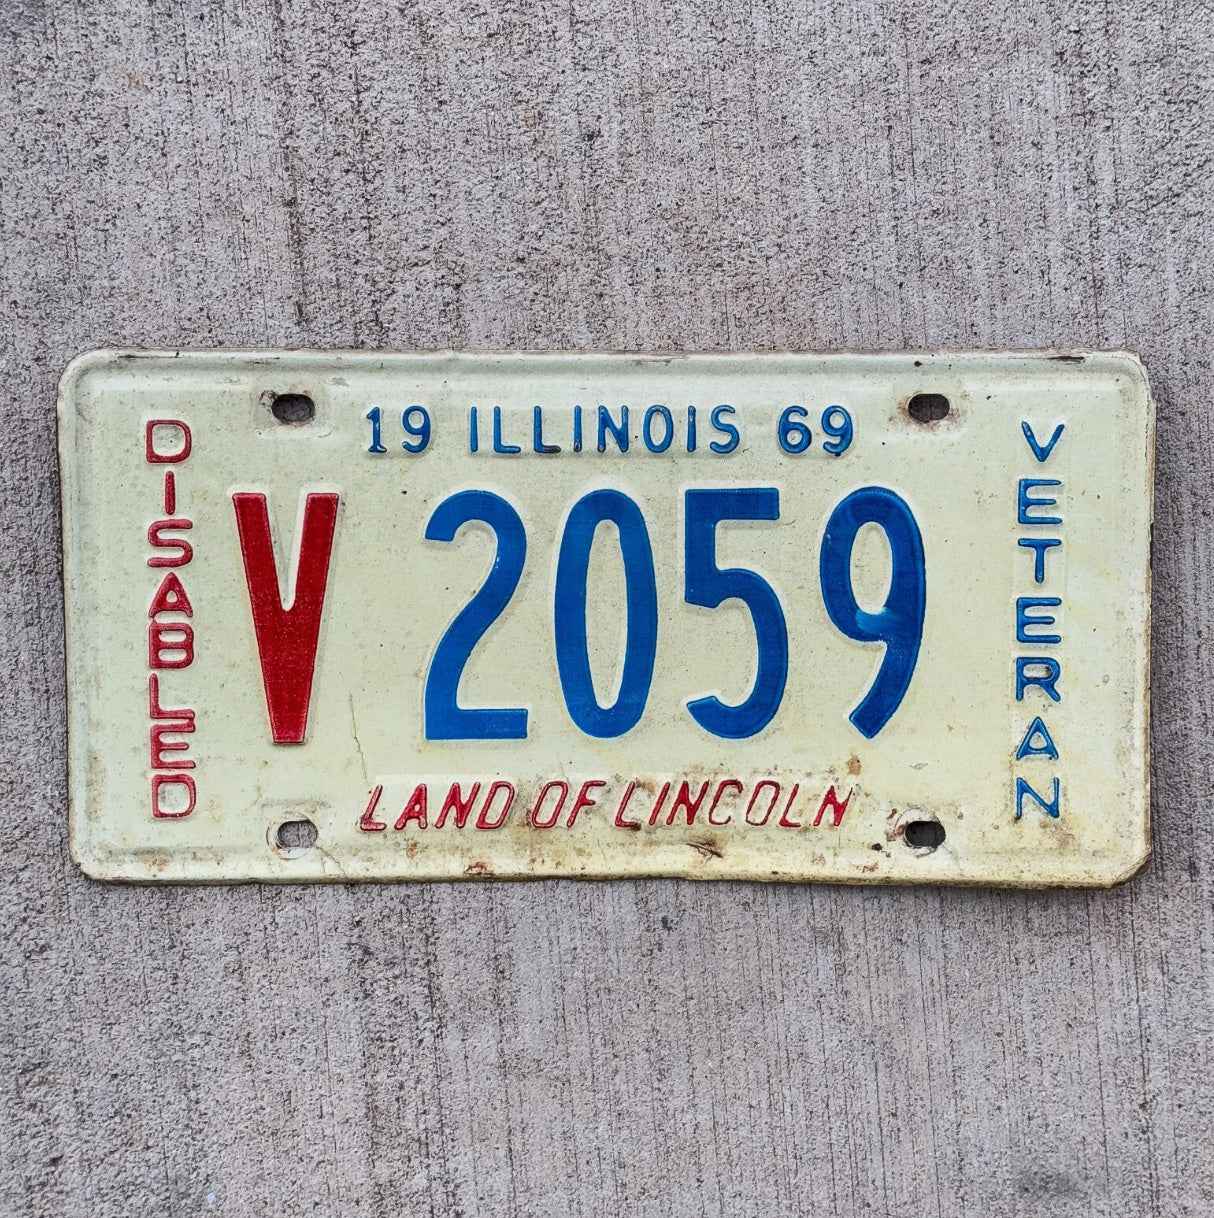 19 ILLINOIS 69
DISABLED
V 2059
VETERAN
LAND OF LINCOLN